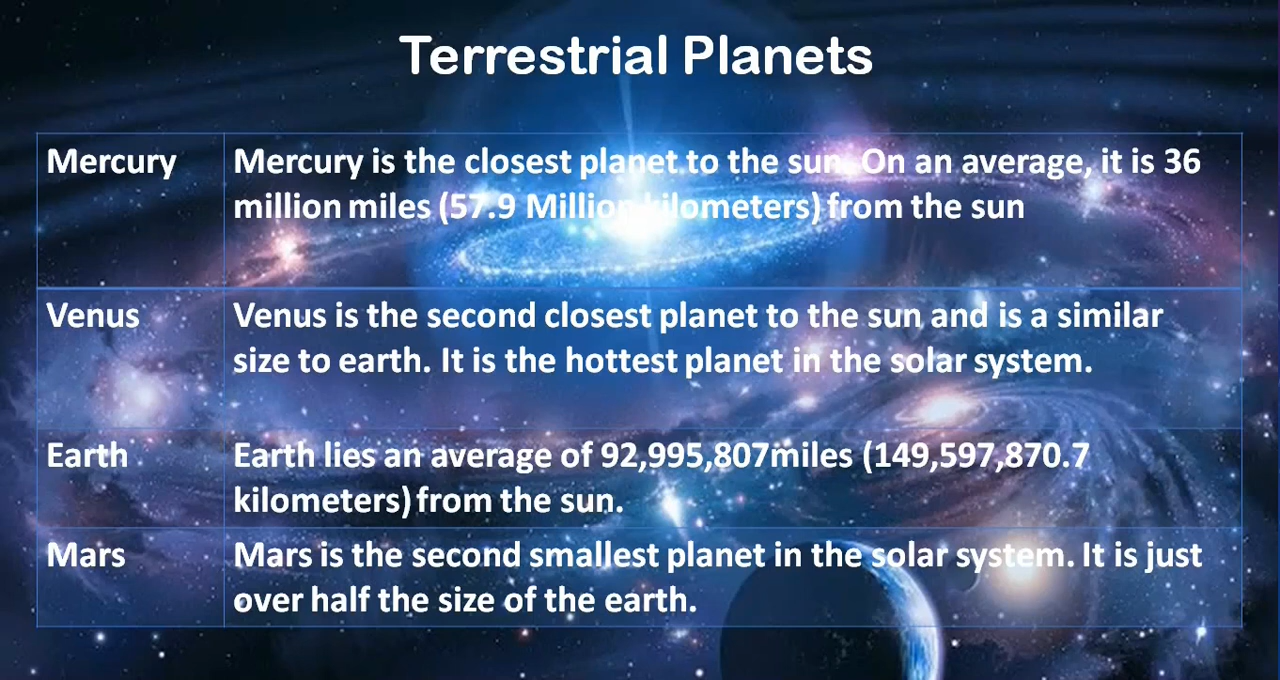 Terrestrial Planets
Mercury
Mercury is the closest planet to the sun. On an average, it is 36
million miles (57.9 Million kilometers) from the sun
Venus
Venus is the second closest planet to the sun and is a similar
size to earth. It is the hottest planet in the solar system.
Earth
Earth lies an average of 92,995,807miles (149,597,870.7
kilometers) from the sun.
Mars
Mars is the second smallest planet in the solar system. It is just
over half the size of the earth.